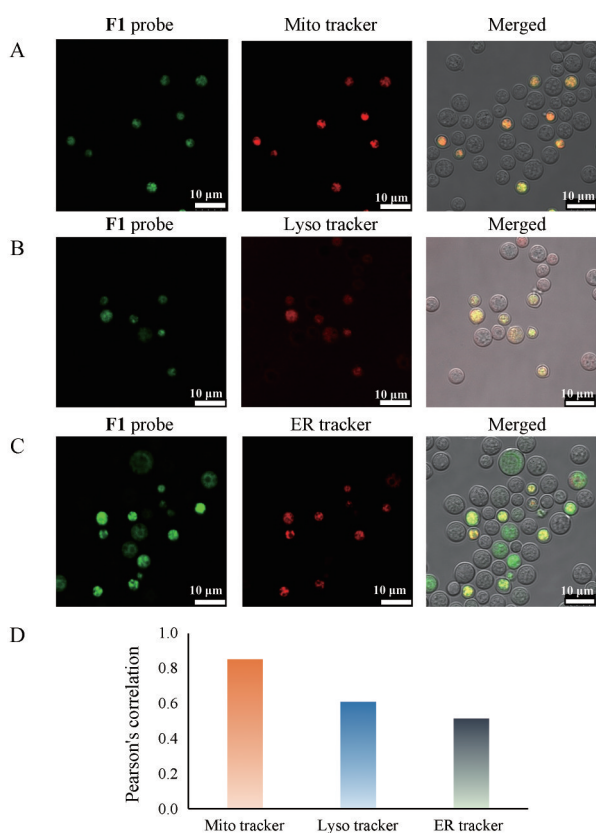 F1 probe Mito tracker Merged
A
10 µm 10 µm 10 µm
F1 probe Lyso tracker Merged
B
10 µm 10 µm 10 µm
F1 probe ER tracker Merged
C
10 µm 10 µm 10 µm
D
Pearson's correlation
1.0
0.8
0.6
0.4
0.2
0.0
Mito tracker Lyso tracker ER tracker